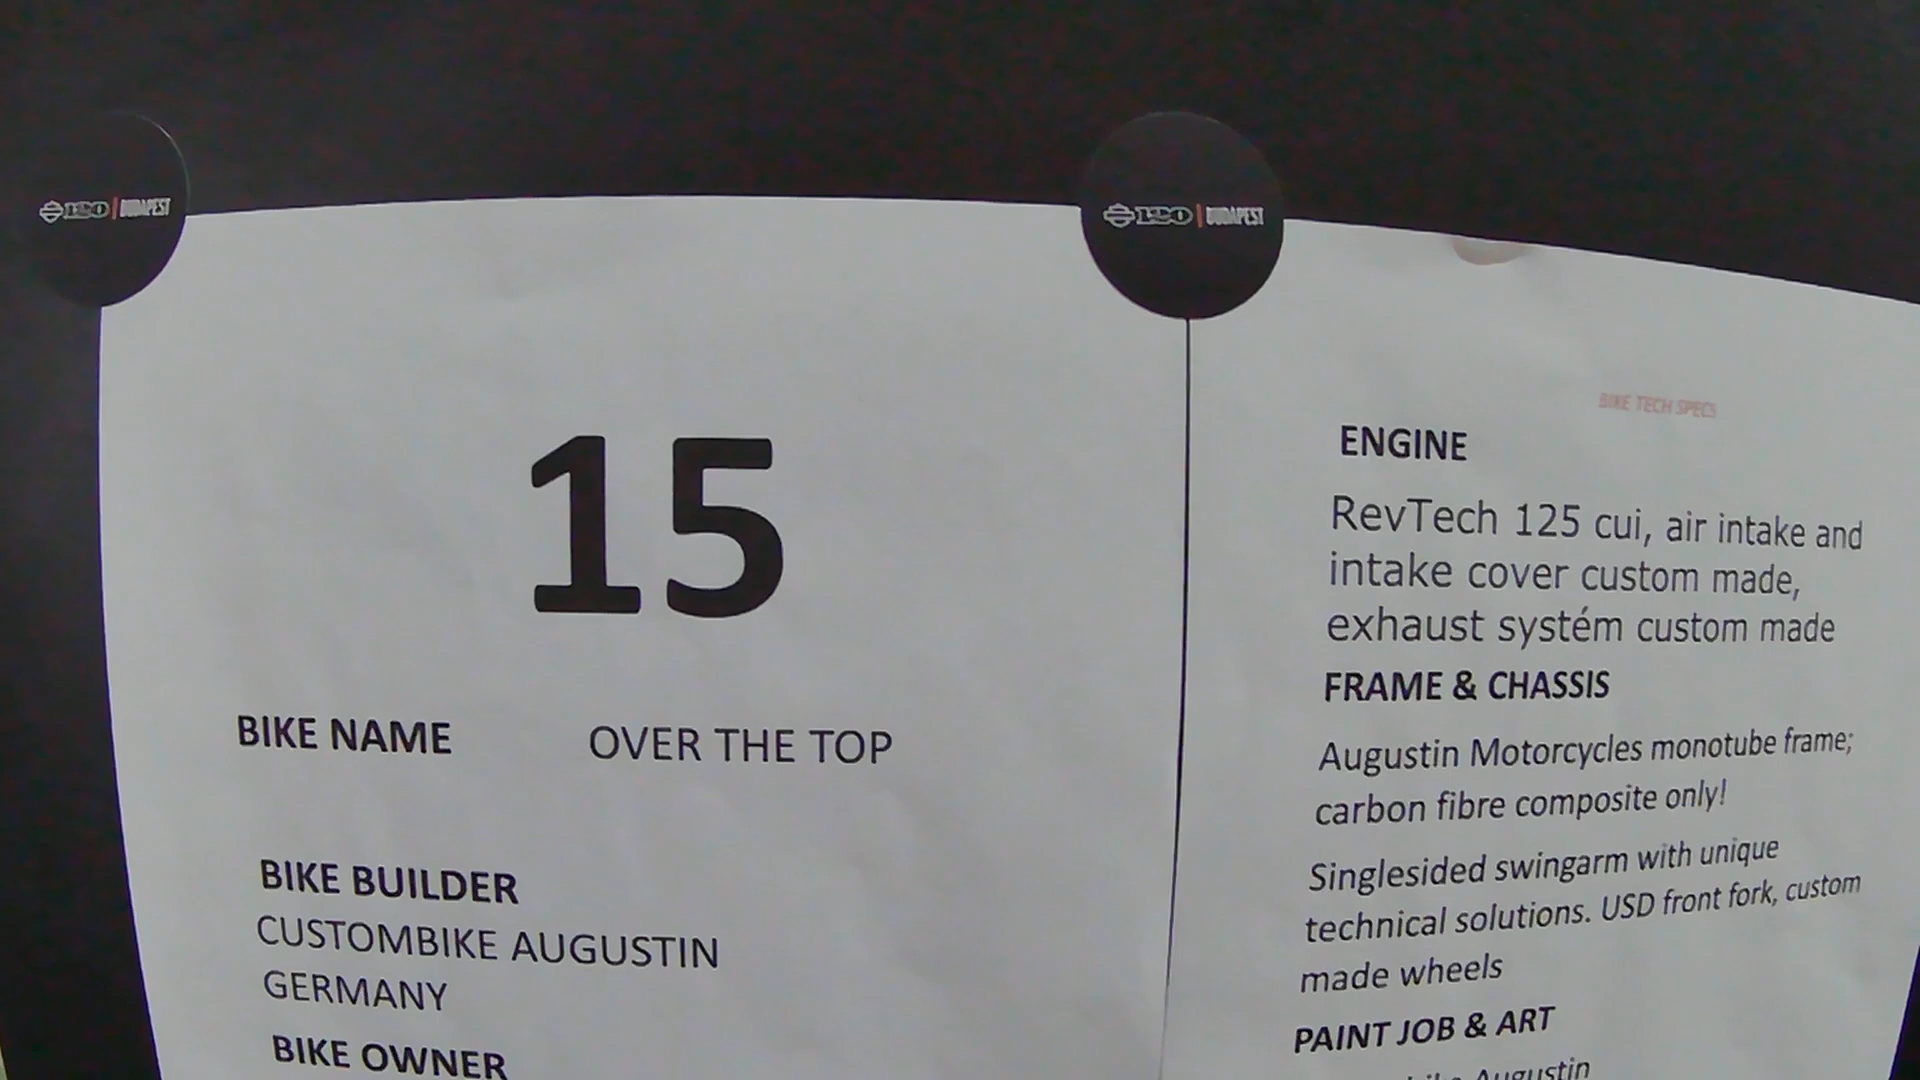 120 | BUDAPEST
120 | BUDAPEST
15
BIKE NAME OVER THE TOP
BIKE BUILDER
CUSTOMBIKE AUGUSTIN
GERMANY
BIKE OWNER
BIKE TECH SPECS
ENGINE
RevTech 125 cui, air intake and
intake cover custom made,
exhaust systém custom made
FRAME & CHASSIS
Augustin Motorcycles monotube frame;
carbon fibre composite only!
Singlesided swingarm with unique
technical solutions. USD front fork, custom
made wheels
PAINT JOB & ART
Augustin